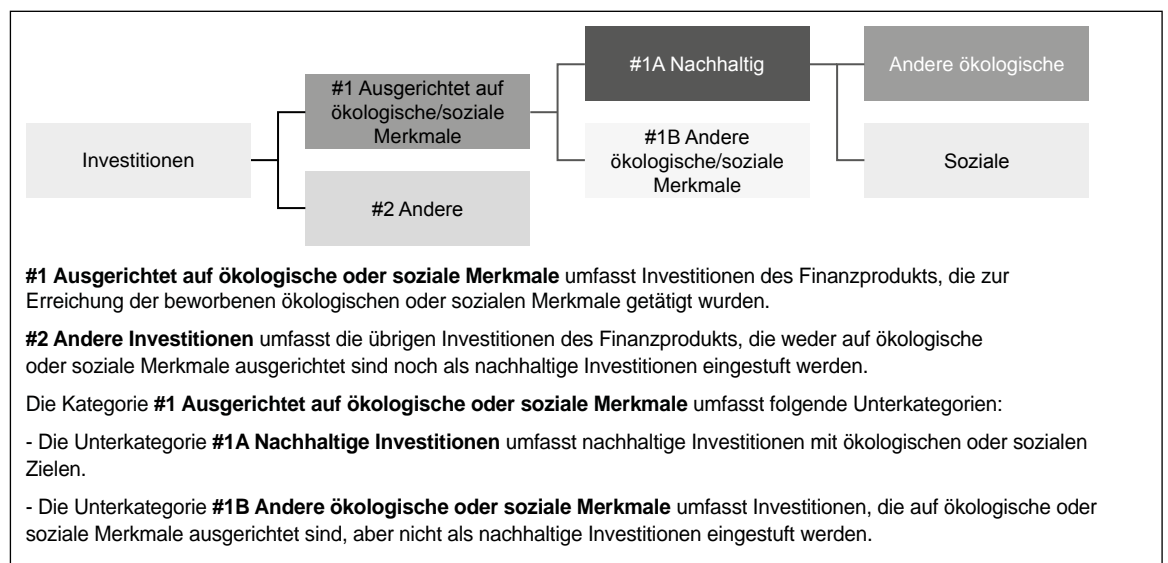 Investitionen
#1 Ausgerichtet auf
ökologische/soziale
Merkmale
#2 Andere
#1A Nachhaltig
#1B Andere
ökologische/soziale
Merkmale
Andere ökologische
Soziale
#1 Ausgerichtet auf ökologische oder soziale Merkmale umfasst Investitionen des Finanzprodukts, die zur
Erreichung der beworbenen ökologischen oder sozialen Merkmale getätigt wurden.
#2 Andere Investitionen umfasst die übrigen Investitionen des Finanzprodukts, die weder auf ökologische
oder soziale Merkmale ausgerichtet sind noch als nachhaltige Investitionen eingestuft werden.
Die Kategorie #1 Ausgerichtet auf ökologische oder soziale Merkmale umfasst folgende Unterkategorien:
- Die Unterkategorie #1A Nachhaltige Investitionen umfasst nachhaltige Investitionen mit ökologischen oder sozialen
Zielen.
- Die Unterkategorie #1B Andere ökologische oder soziale Merkmale umfasst Investitionen, die auf ökologische oder
soziale Merkmale ausgerichtet sind, aber nicht als nachhaltige Investitionen eingestuft werden.